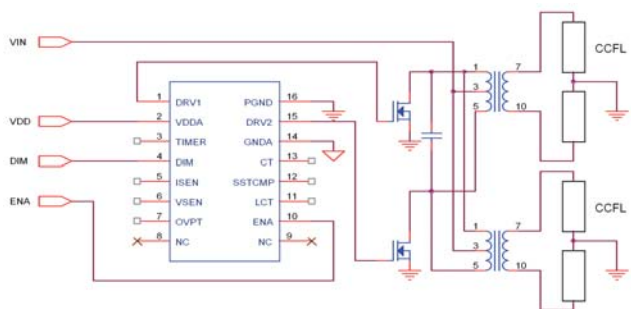 VIN
VDD
DIM
ENA
1 DRV1 PGND 16
2 VDDA DRV2 15
3 TIMER GNDA 14
4 DIM CT 13
5 ISEN SSTCMP 12
6 VSEN LCT 11
7 OVPT ENA 10
8 NC NC 9
1 7
3
5 10
CCFL
1 7
3
5 10
CCFL